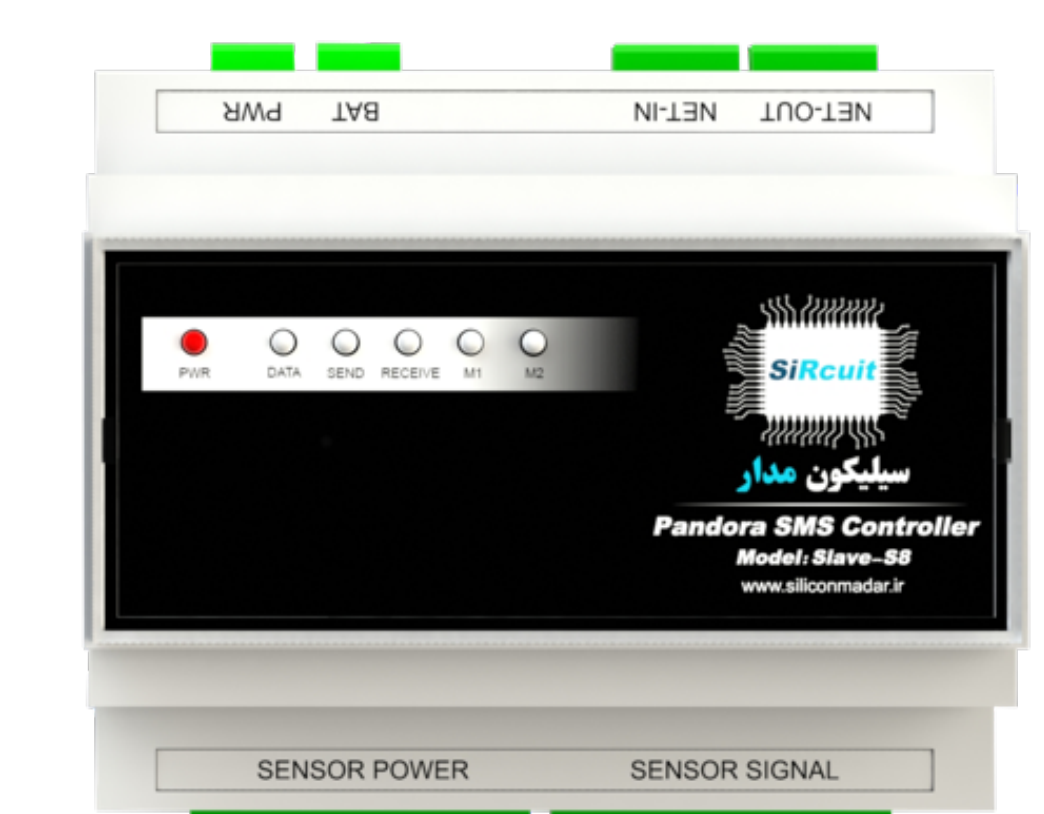 PWR BAT NET-IN NET-OUT
PWR DATA SEND RECEIVE M1 M2
SiRcuit
سیلیکون مدار
Pandora SMS Controller
Model: Slave-S8
www.siliconmadar.ir
SENSOR POWER SENSOR SIGNAL